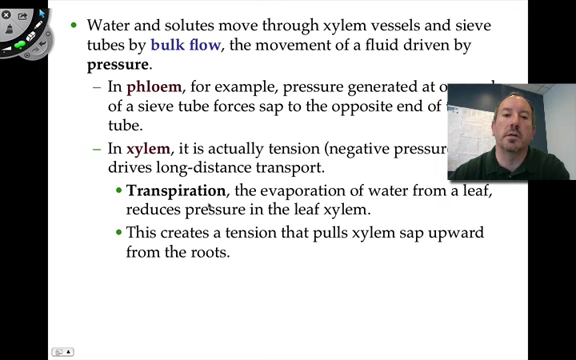 Water and solutes move through xylem vessels and sieve
tubes by bulk flow, the movement of a fluid driven by
pressure.
– In phloem, for example, pressure generated at
of a sieve tube forces sap to the opposite end of
tube.
– In xylem, it is actually tension (negative pressure
drives long-distance transport.
Transpiration, the evaporation of water from a leaf,
reduces pressure in the leaf xylem.
This creates a tension that pulls xylem sap upward
from the roots.